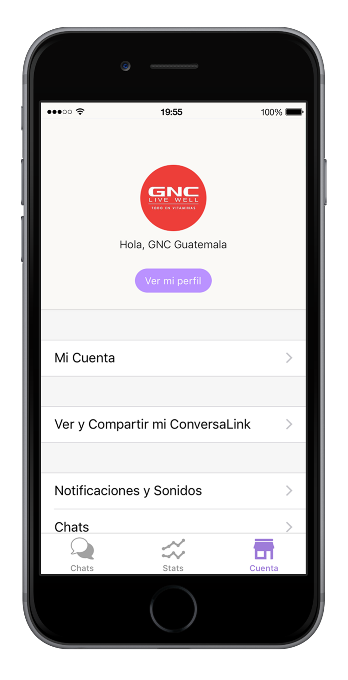 19:55
100%
GNC
LIVE WELL
Hola, GNC Guatemala
Ver mi perfil
Mi Cuenta
Ver y Compartir mi ConversaLink
Notificaciones y Sonidos
Chats
Chats
Stats
Cuenta